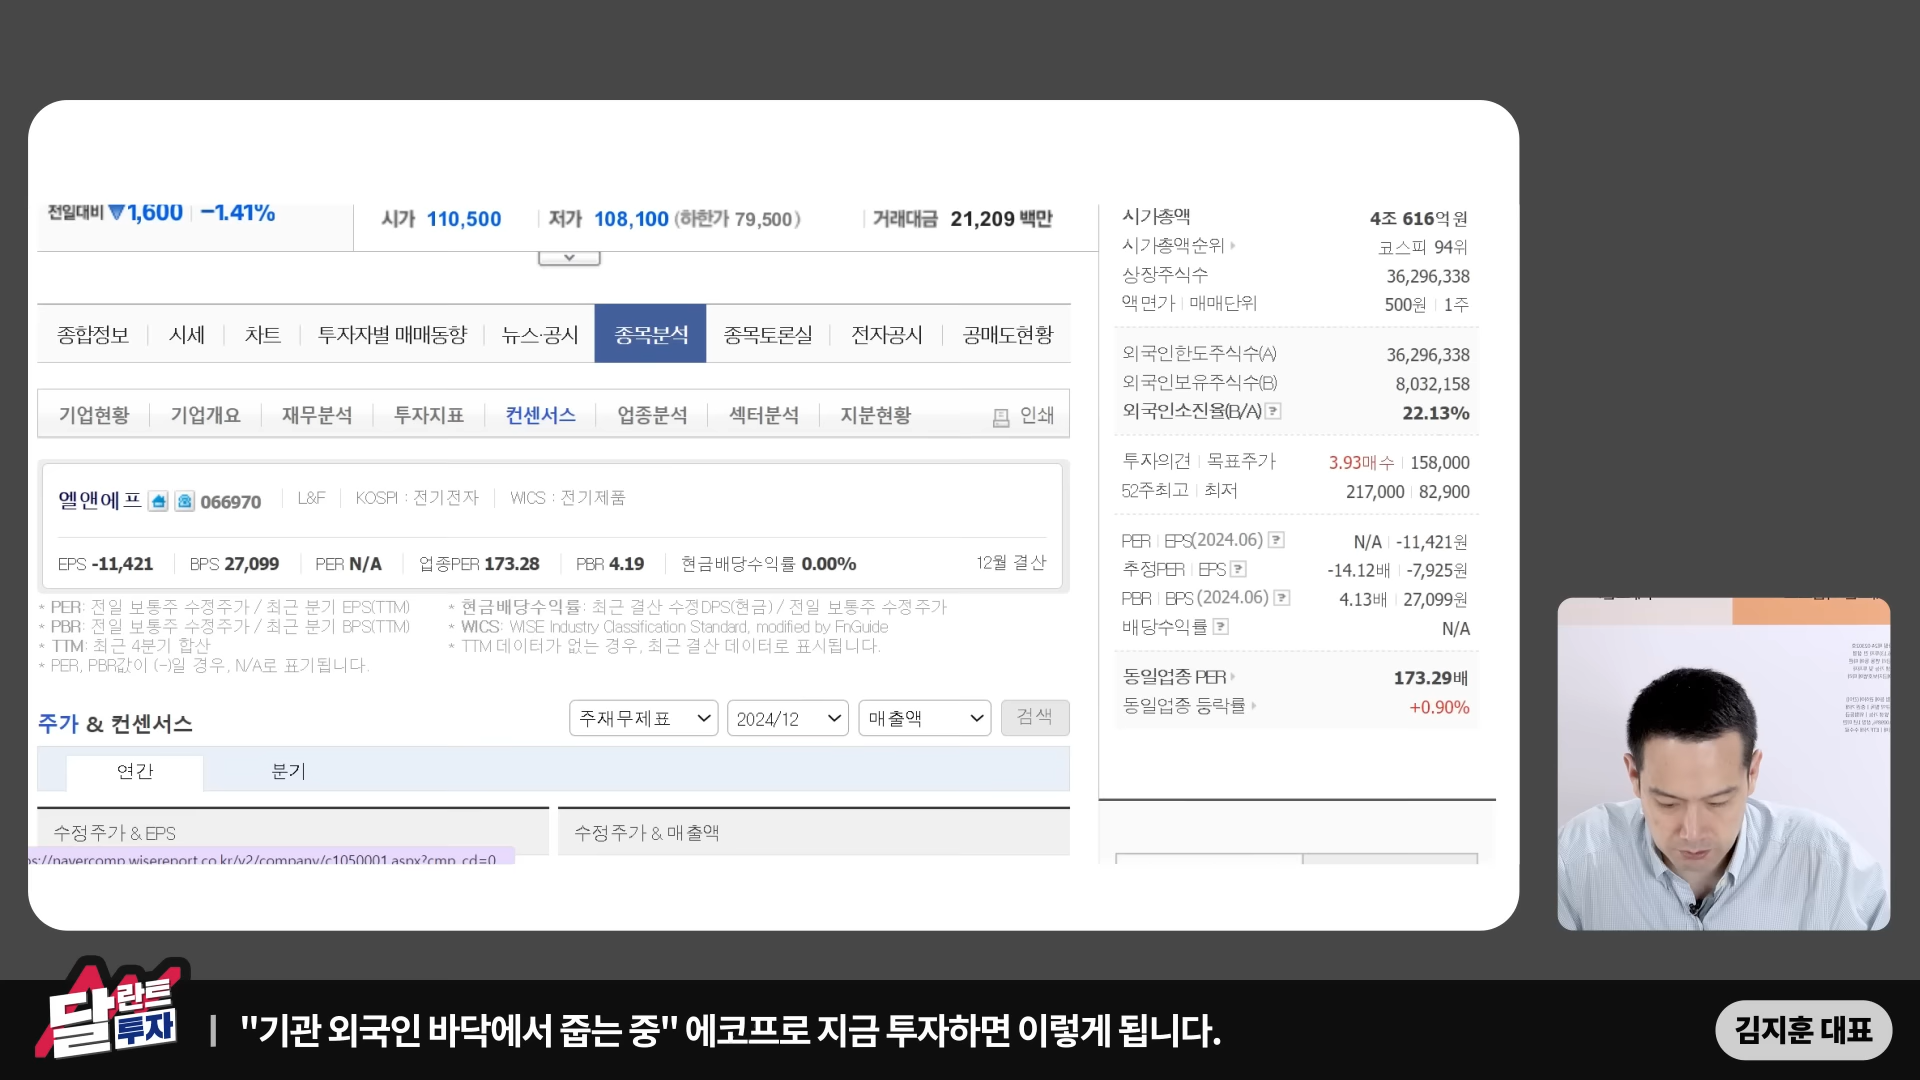 전일대비 ▼1,600 | −1.41%
시가 110,500 | 저가 108,100 (하한가 79,500) | 거래대금 21,209 백만
종합정보 | 시세 | 차트 | 투자자별 매매동향 | 뉴스·공시 | 종목분석 | 종목토론실 | 전자공시 | 공매도현황
기업현황 | 기업개요 | 재무분석 | 투자지표 | 컨센서스 | 업종분석 | 섹터분석 | 지분현황 인쇄
엘앤에프 066970 | L&F | KOSPI : 전기전자 | WICS : 전기제품
EPS -11,421 | BPS 27,099 | PER N/A | 업종PER 173.28 | PBR 4.19 | 현금배당수익률 0.00% 12월 결산
* PER: 전일 보통주 수정주가 / 최근 분기 EPS(TTM)
* PBR: 전일 보통주 수정주가 / 최근 분기 BPS(TTM)
* TTM: 최근 4분기 합산
* PER, PBR값이 (-)일 경우, N/A로 표기됩니다.
* 현금배당수익률: 최근 결산 수정DPS(현금) / 전일 보통주 수정주가
* WICS: WISE Industry Classification Standard, modified by FnGuide
* TTM 데이터가 없는 경우, 최근 결산 데이터로 표시됩니다.
주가 & 컨센서스 주재무제표 2024/12 매출액 검색
연간 분기
수정주가 & EPS 수정주가 & 매출액
s://navercomp.wisereport.co.kr/v2/company/c1050001.aspx?cmp_cd=0
시가총액 4조 616억원
시가총액순위 코스피 94위
상장주식수 36,296,338
액면가 | 매매단위 500원 | 1주
외국인한도주식수(A) 36,296,338
외국인보유주식수(B) 8,032,158
외국인소진율(B/A) ? 22.13%
투자의견 | 목표주가 3.93매수 | 158,000
52주최고 | 최저 217,000 | 82,900
PER | EPS(2024.06) ? N/A | -11,421원
추정PER | EPS ? -14.12배 | -7,925원
PBR | BPS (2024.06) ? 4.13배 | 27,099원
배당수익률 ? N/A
동일업종 PER 173.29배
동일업종 등락률 +0.90%
달란트
투자
| "기관 외국인 바닥에서 줍는 중" 에코프로 지금 투자하면 이렇게 됩니다.
김지훈 대표